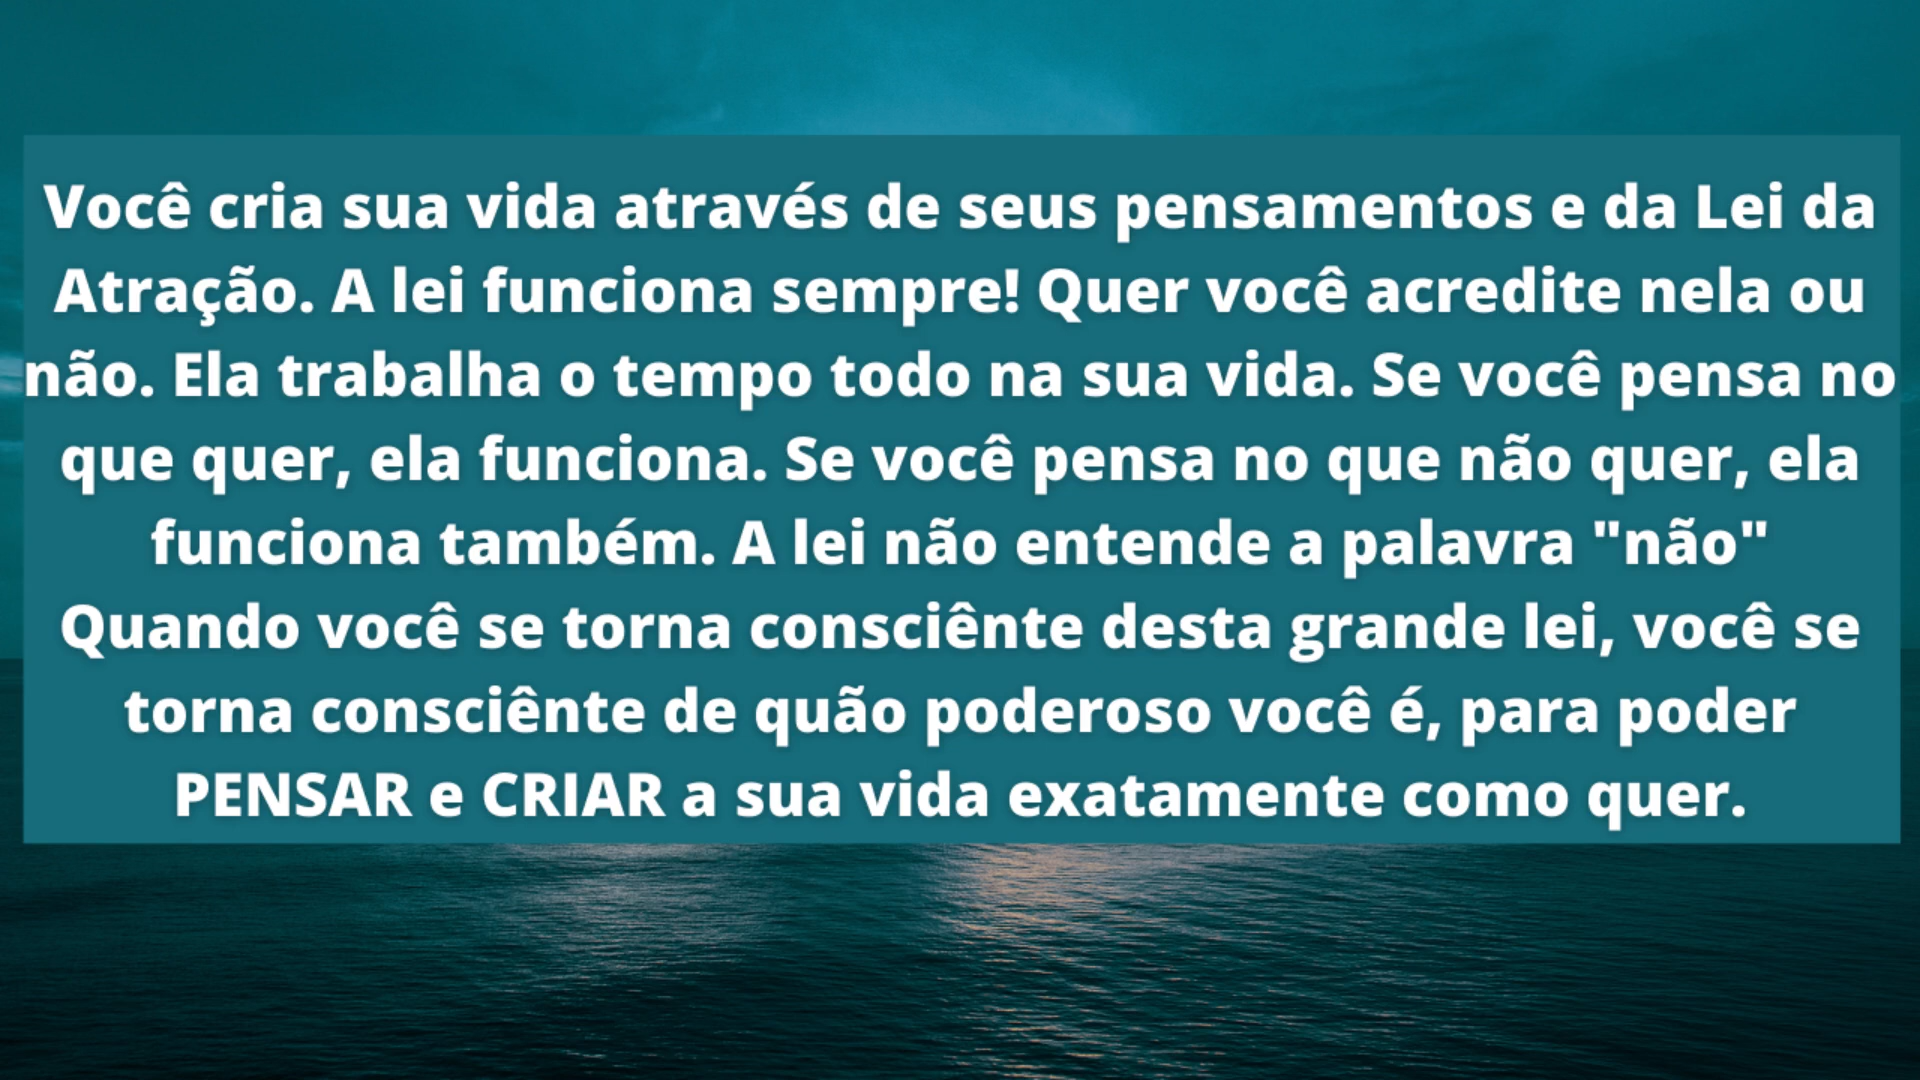 Você cria sua vida através de seus pensamentos e da Lei da
Atração. A lei funciona sempre! Quer você acredite nela ou
não. Ela trabalha o tempo todo na sua vida. Se você pensa no
que quer, ela funciona. Se você pensa no que não quer, ela
funciona também. A lei não entende a palavra "não"
Quando você se torna consciênte desta grande lei, você se
torna consciênte de quão poderoso você é, para poder
PENSAR e CRIAR a sua vida exatamente como quer.